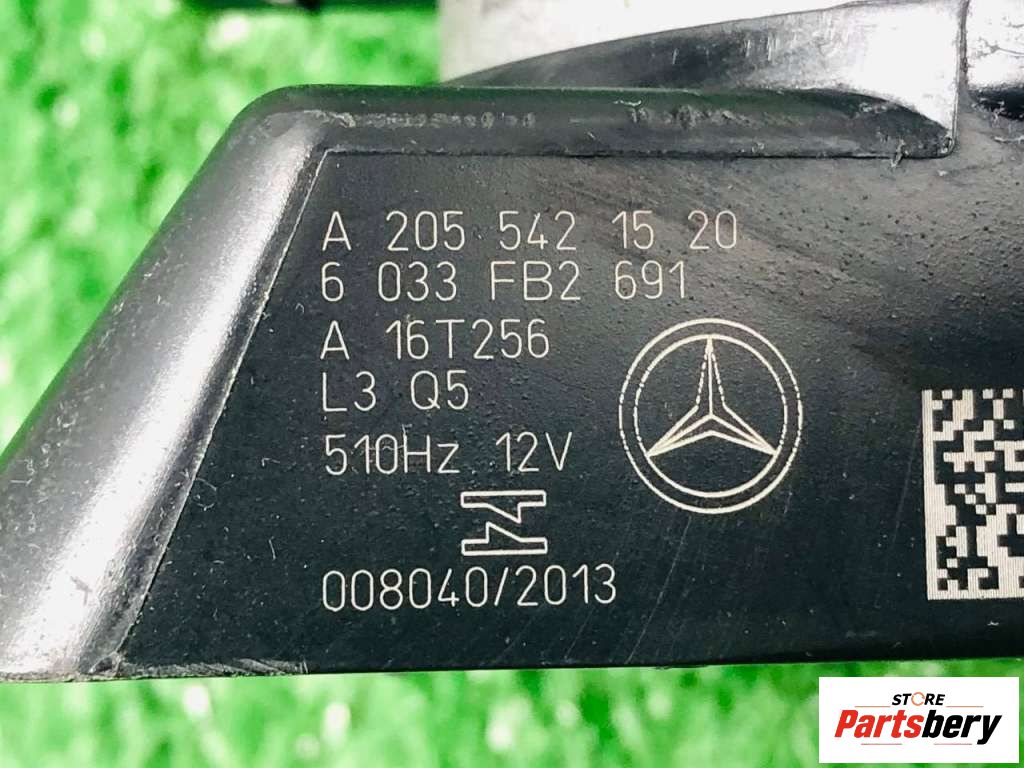 A 205 542 15 20
6 033 FB2 691
A 16T256
L3 Q5
510Hz 12V
008040/2013
STORE
Partsbery